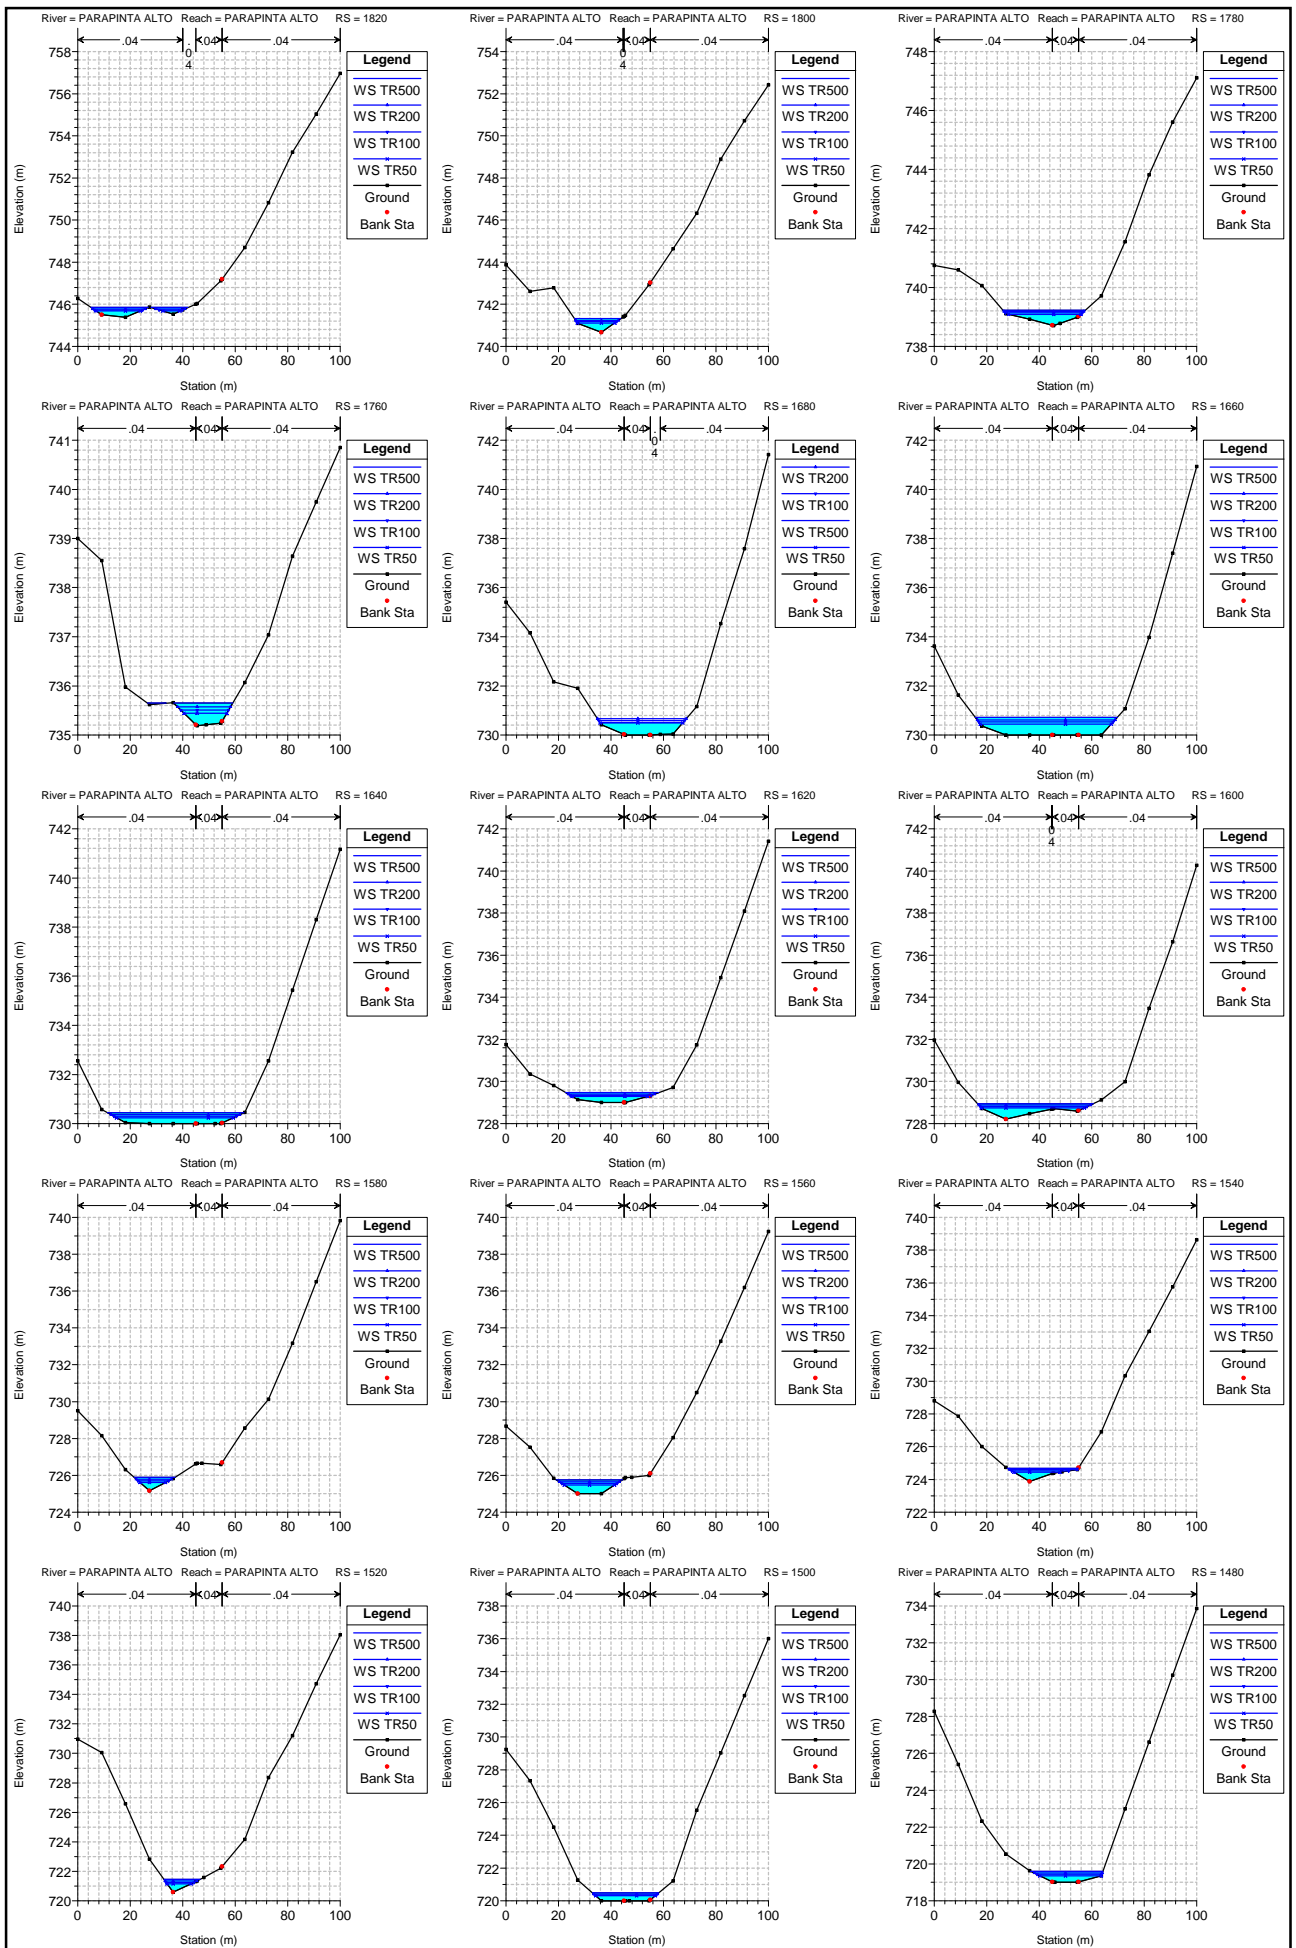 River = PARAPINTA ALTO Reach = PARAPINTA ALTO RS = 1820
.04 .04 .04
Legend
WS TR500
WS TR200
WS TR100
WS TR50
Ground
Bank Sta
758
756
754
752
750
748
746
744
0 20 40 60 80 100
Station (m)
Elevation (m)
River = PARAPINTA ALTO Reach = PARAPINTA ALTO RS = 1800
.04 .04 .04
Legend
WS TR500
WS TR200
WS TR100
WS TR50
Ground
Bank Sta
754
752
750
748
746
744
742
740
0 20 40 60 80 100
Station (m)
Elevation (m)
River = PARAPINTA ALTO Reach = PARAPINTA ALTO RS = 1780
.04 .04 .04
Legend
WS TR500
WS TR200
WS TR100
WS TR50
Ground
Bank Sta
748
746
744
742
740
738
0 20 40 60 80 100
Station (m)
Elevation (m)
River = PARAPINTA ALTO Reach = PARAPINTA ALTO RS = 1760
.04 .04 .04
Legend
WS TR500
WS TR200
WS TR100
WS TR50
Ground
Bank Sta
741
740
739
738
737
736
735
0 20 40 60 80 100
Station (m)
Elevation (m)
River = PARAPINTA ALTO Reach = PARAPINTA ALTO RS = 1680
.04 .04 .04
Legend
WS TR200
WS TR100
WS TR500
WS TR50
Ground
Bank Sta
742
740
738
736
734
732
730
0 20 40 60 80 100
Station (m)
Elevation (m)
River = PARAPINTA ALTO Reach = PARAPINTA ALTO RS = 1660
.04 .04 .04
Legend
WS TR500
WS TR200
WS TR100
WS TR50
Ground
Bank Sta
742
740
738
736
734
732
730
0 20 40 60 80 100
Station (m)
Elevation (m)
River = PARAPINTA ALTO Reach = PARAPINTA ALTO RS = 1640
.04 .04 .04
Legend
WS TR500
WS TR200
WS TR100
WS TR50
Ground
Bank Sta
742
740
738
736
734
732
730
0 20 40 60 80 100
Station (m)
Elevation (m)
River = PARAPINTA ALTO Reach = PARAPINTA ALTO RS = 1620
.04 .04 .04
Legend
WS TR500
WS TR200
WS TR100
WS TR50
Ground
Bank Sta
742
740
738
736
734
732
730
728
0 20 40 60 80 100
Station (m)
Elevation (m)
River = PARAPINTA ALTO Reach = PARAPINTA ALTO RS = 1600
.04 .04 .04
Legend
WS TR500
WS TR200
WS TR100
WS TR50
Ground
Bank Sta
742
740
738
736
734
732
730
728
0 20 40 60 80 100
Station (m)
Elevation (m)
River = PARAPINTA ALTO Reach = PARAPINTA ALTO RS = 1580
.04 .04 .04
Legend
WS TR500
WS TR200
WS TR100
WS TR50
Ground
Bank Sta
740
738
736
734
732
730
728
726
724
0 20 40 60 80 100
Station (m)
Elevation (m)
River = PARAPINTA ALTO Reach = PARAPINTA ALTO RS = 1560
.04 .04 .04
Legend
WS TR500
WS TR200
WS TR100
WS TR50
Ground
Bank Sta
740
738
736
734
732
730
728
726
724
0 20 40 60 80 100
Station (m)
Elevation (m)
River = PARAPINTA ALTO Reach = PARAPINTA ALTO RS = 1540
.04 .04 .04
Legend
WS TR500
WS TR200
WS TR100
WS TR50
Ground
Bank Sta
740
738
736
734
732
730
728
726
724
722
0 20 40 60 80 100
Station (m)
Elevation (m)
River = PARAPINTA ALTO Reach = PARAPINTA ALTO RS = 1520
.04 .04 .04
Legend
WS TR500
WS TR200
WS TR100
WS TR50
Ground
Bank Sta
740
738
736
734
732
730
728
726
724
722
720
0 20 40 60 80 100
Station (m)
Elevation (m)
River = PARAPINTA ALTO Reach = PARAPINTA ALTO RS = 1500
.04 .04 .04
Legend
WS TR500
WS TR200
WS TR100
WS TR50
Ground
Bank Sta
738
736
734
732
730
728
726
724
722
720
0 20 40 60 80 100
Station (m)
Elevation (m)
River = PARAPINTA ALTO Reach = PARAPINTA ALTO RS = 1480
.04 .04 .04
Legend
WS TR500
WS TR200
WS TR100
WS TR50
Ground
Bank Sta
734
732
730
728
726
724
722
720
718
0 20 40 60 80 100
Station (m)
Elevation (m)